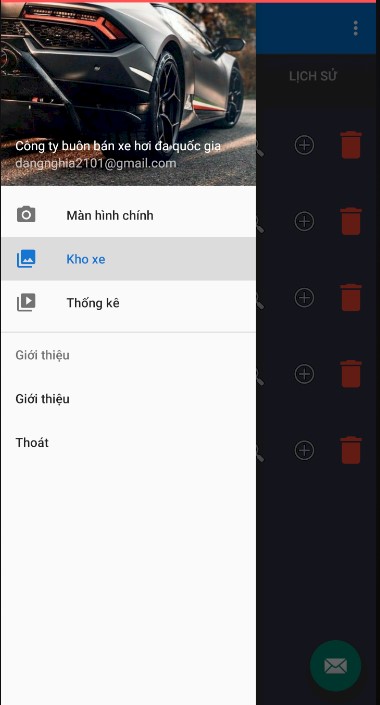 LỊCH SỬ
Công ty buôn bán xe hơi đa quốc gia
dangnghia2101@gmail.com
Màn hình chính
Kho xe
Thống kê
Giới thiệu
Giới thiệu
Thoát